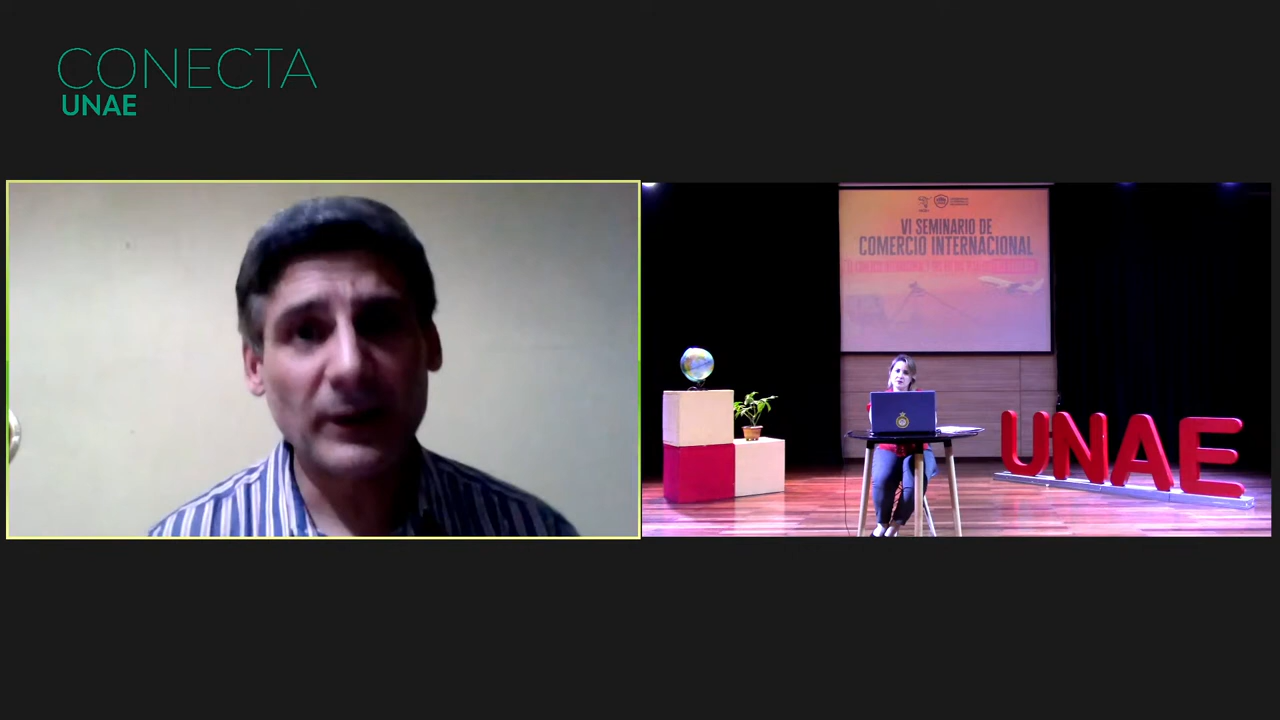 CONECTA
UNAE
VI SEMINARIO DE
COMERCIO INTERNACIONAL
UNAE